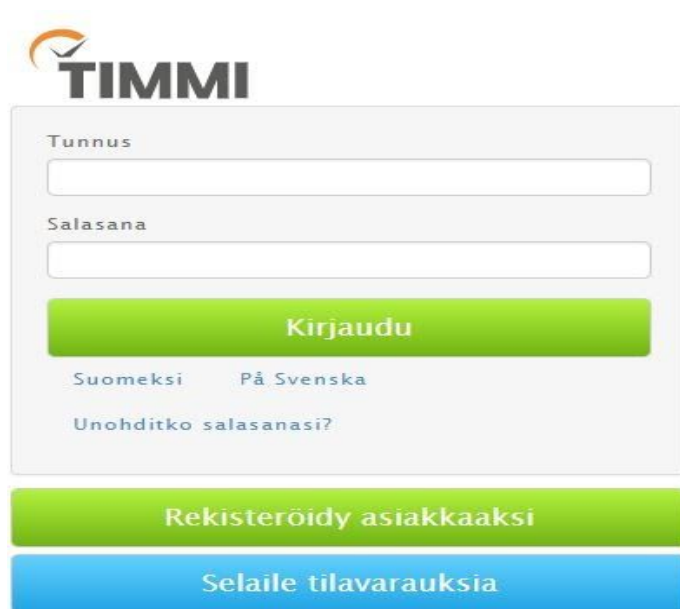 TIMMI
Tunnus
Salasana
Kirjaudu
Suomeksi På Svenska
Unohditko salasanasi?
Rekisteröidy asiakkaaksi
Selaile tilavarauksia